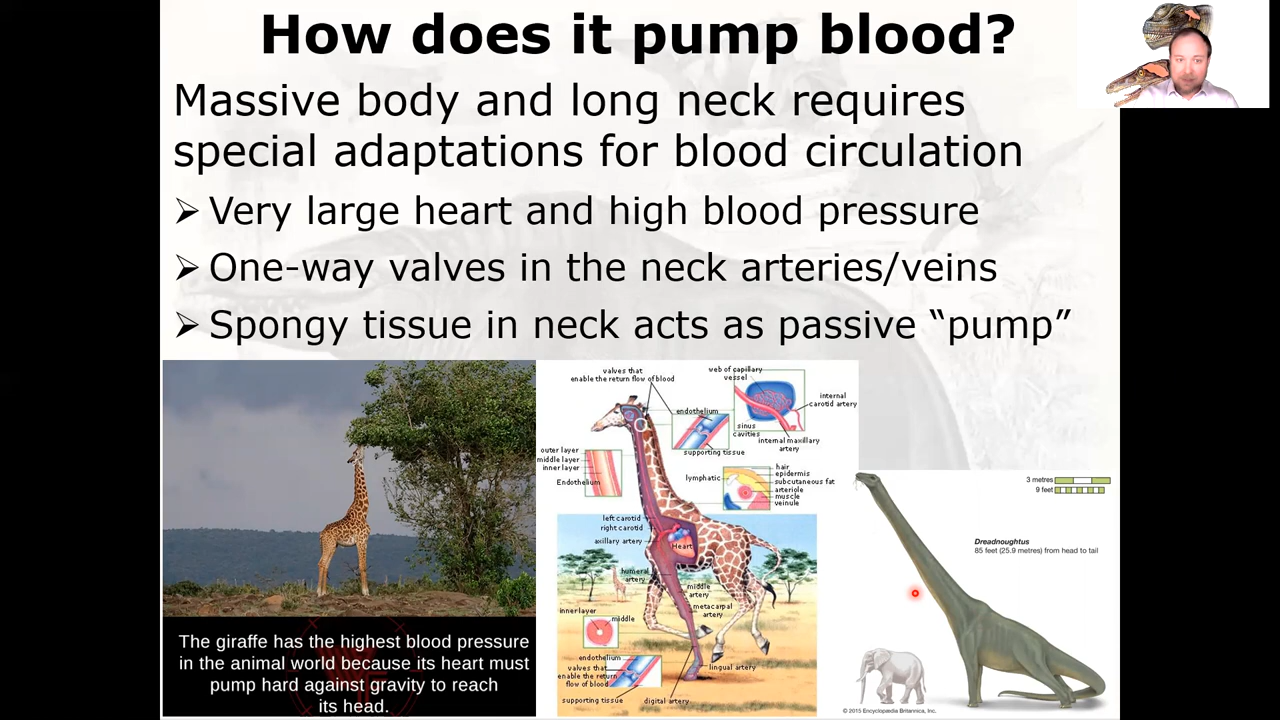 How does it pump blood?
Massive body and long neck requires
special adaptations for blood circulation
➢ Very large heart and high blood pressure
➢ One-way valves in the neck arteries/veins
➢ Spongy tissue in neck acts as passive “pump”
The giraffe has the highest blood pressure
in the animal world because its heart must
pump hard against gravity to reach
its head.
valves that
enable the return flow of blood
web of capillary
vessel
internal
carotid artery
endothelium
sinus
cavities
internal maxillary
artery
supporting tissue
outer layer
middle layer
inner layer
Endothelium
lymphatic
hair
epidermis
subcutaneous fat
arteriole
muscle
veinule
left carotid
right carotid
axillary artery
Heart
humeral
artery
middle
artery
metacarpal
artery
inner layer
middle
endothelium
valves that
enable the return
flow of blood
lingual artery
supporting tissue
digital artery
3 metres
9 feet
Dreadnoughtus
85 feet (25.9 metres) from head to tail
© 2015 Encyclopædia Britannica, Inc.